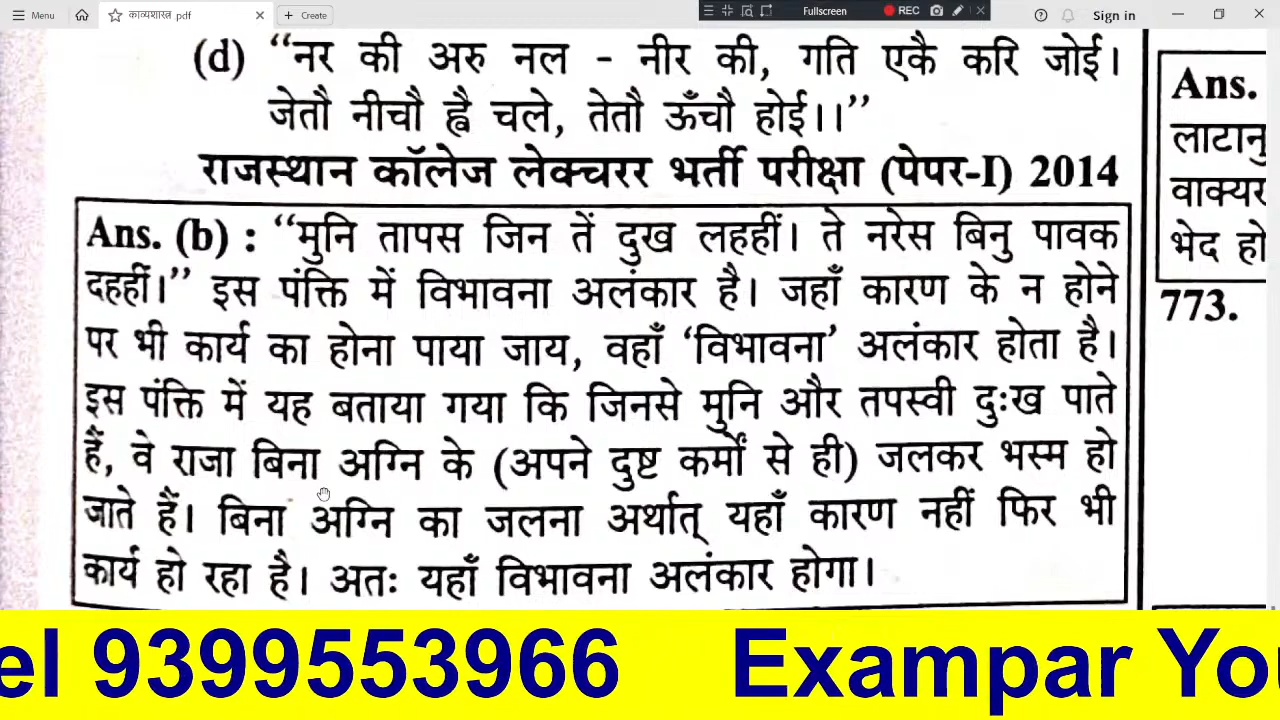 Menu
काव्यशास्त्र pdf
Create
Fullscreen
REC
Sign in
(d) “नर की अरु नल - नीर की, गति एकै करि जोई।
जेतौ नीचौ ह्वै चले, तेतौ ऊँचौ होई।।”
राजस्थान कॉलेज लेक्चरर भर्ती परीक्षा (पेपर-I) 2014
Ans. (b) : “मुनि तापस जिन तें दुख लहहीं। ते नरेस बिनु पावक
दहहीं।” इस पंक्ति में विभावना अलंकार है। जहाँ कारण के न होने
पर भी कार्य का होना पाया जाय, वहाँ ‘विभावना’ अलंकार होता है।
इस पंक्ति में यह बताया गया कि जिनसे मुनि और तपस्वी दुःख पाते
हैं, वे राजा बिना अग्नि के (अपने दुष्ट कर्मों से ही) जलकर भस्म हो
जाते हैं। बिना अग्नि का जलना अर्थात् यहाँ कारण नहीं फिर भी
कार्य हो रहा है। अतः यहाँ विभावना अलंकार होगा।
Ans.
लाटानु
वाक्यर
भेद हो
773.
el 9399553966 Exampar You